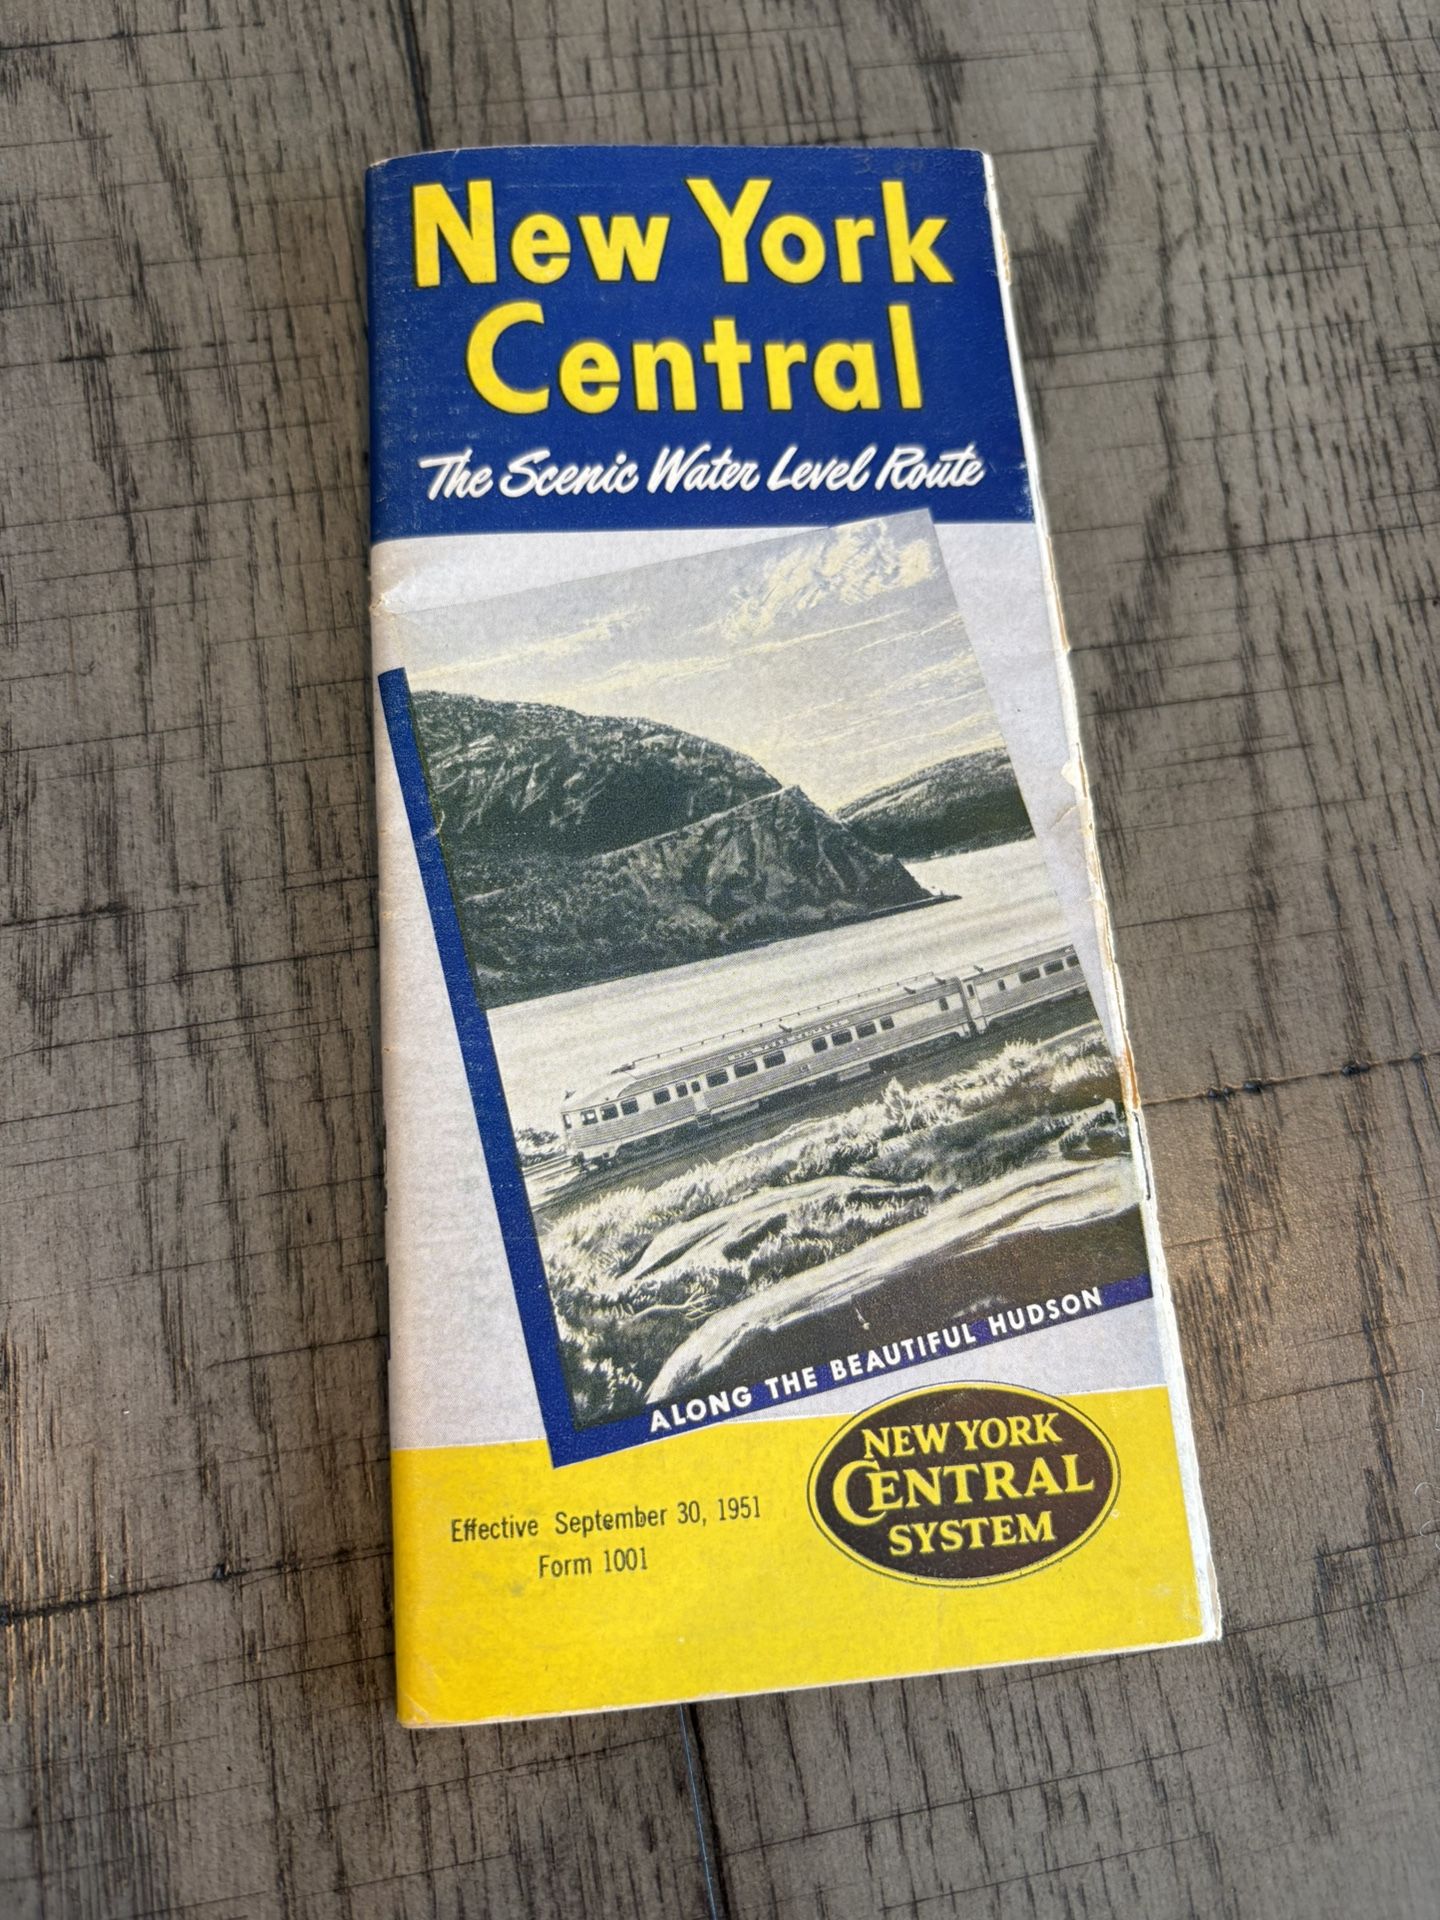 New York
Central
The Scenic Water Level Route
ALONG THE BEAUTIFUL HUDSON
NEW YORK
CENTRAL
SYSTEM
Effective September 30, 1951
Form 1001